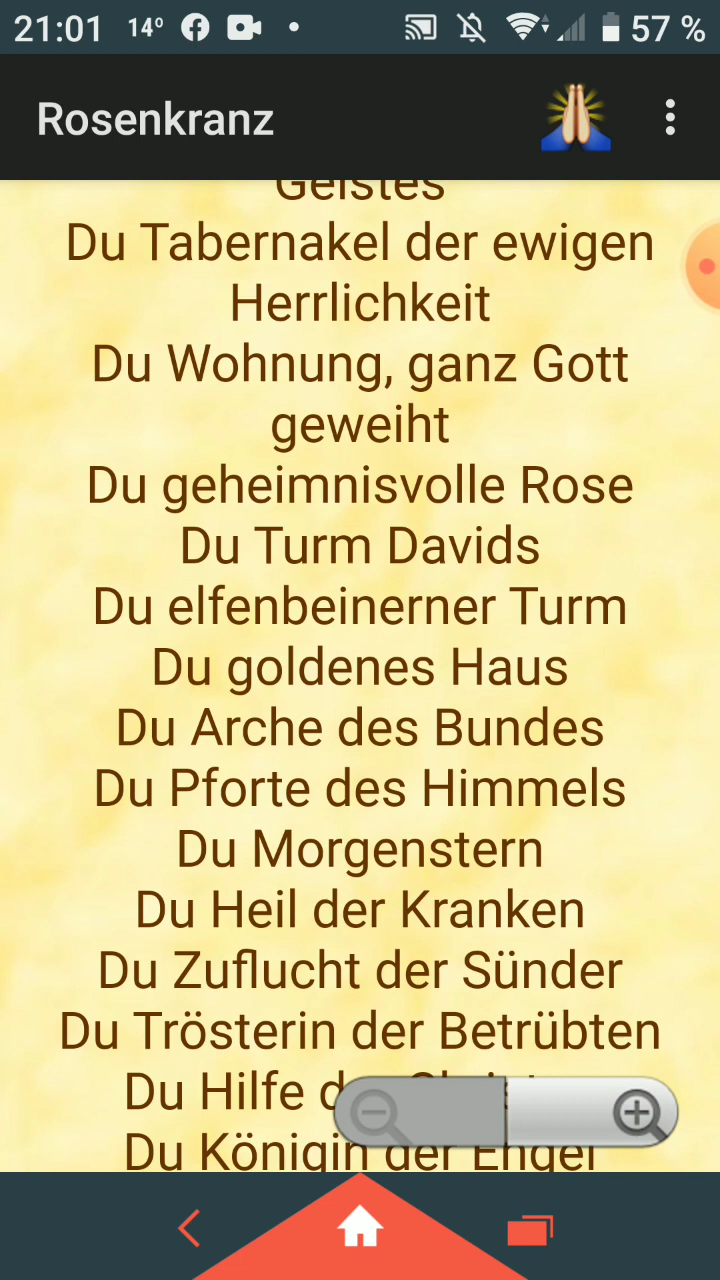 21:01 14° 57 %
Rosenkranz
Geistes
Du Tabernakel der ewigen
Herrlichkeit
Du Wohnung, ganz Gott
geweiht
Du geheimnisvolle Rose
Du Turm Davids
Du elfenbeinerner Turm
Du goldenes Haus
Du Arche des Bundes
Du Pforte des Himmels
Du Morgenstern
Du Heil der Kranken
Du Zuflucht der Sünder
Du Trösterin der Betrübten
Du Hilfe
Du Königin der Engel